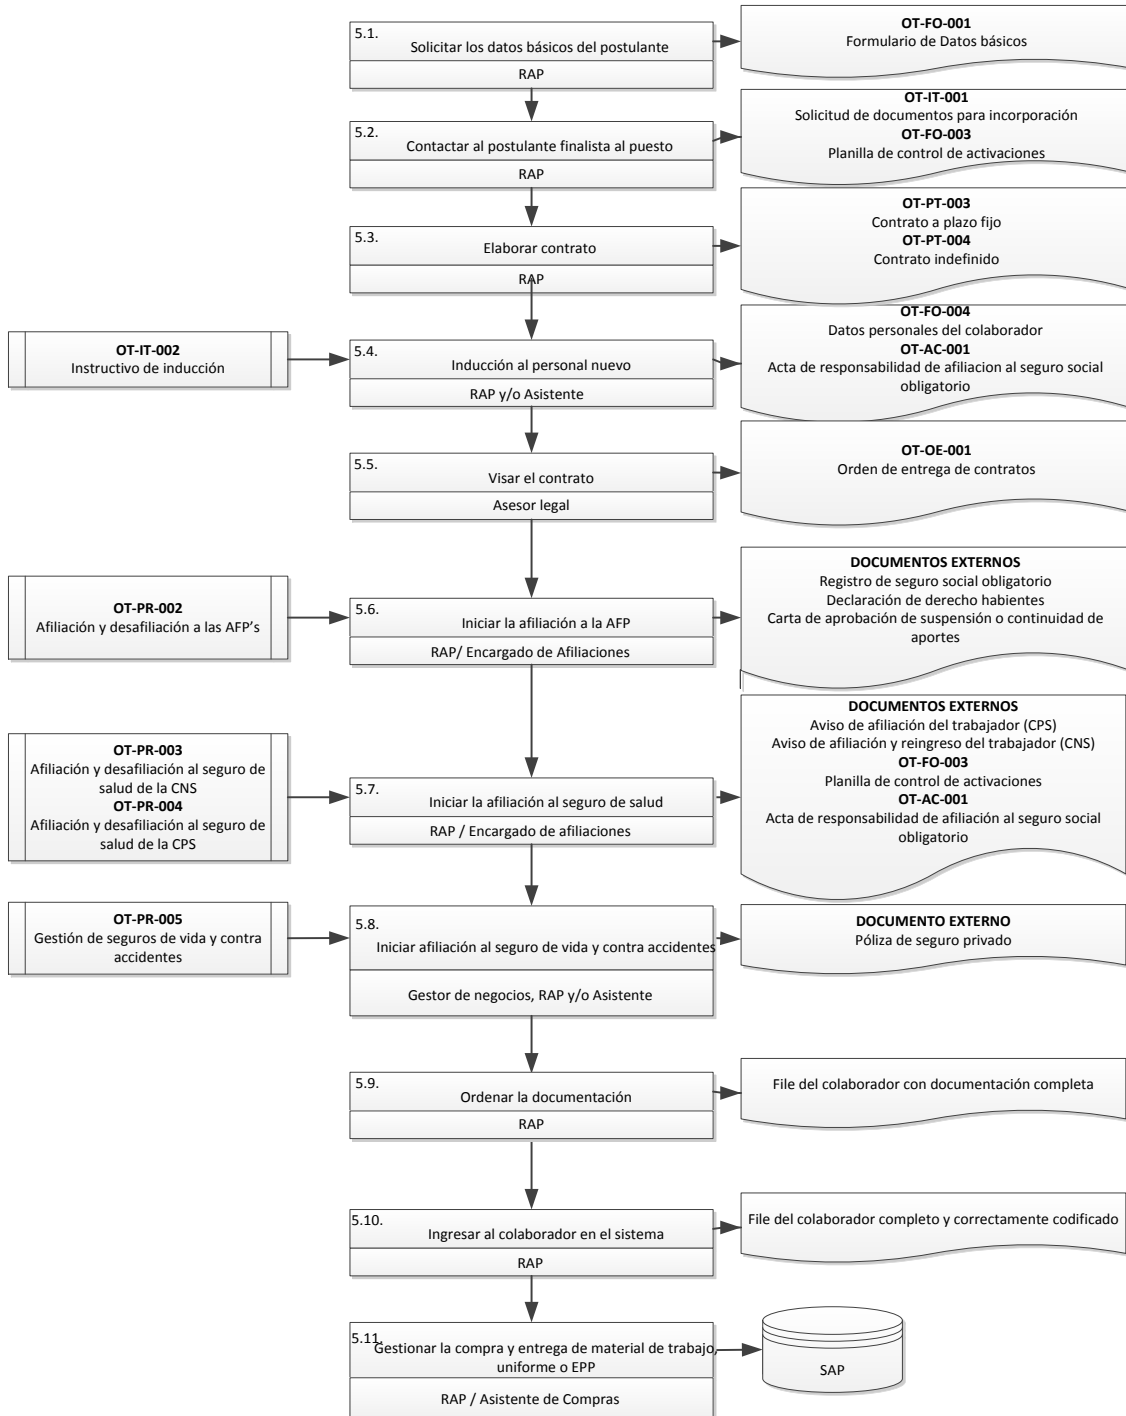 5.1.
Solicitar los datos básicos del postulante
RAP
OT-FO-001
Formulario de Datos básicos
5.2.
Contactar al postulante finalista al puesto
RAP
OT-IT-001
Solicitud de documentos para incorporación
OT-FO-003
Planilla de control de activaciones
5.3.
Elaborar contrato
RAP
OT-PT-003
Contrato a plazo fijo
OT-PT-004
Contrato indefinido
OT-IT-002
Instructivo de inducción
5.4.
Inducción al personal nuevo
RAP y/o Asistente
OT-FO-004
Datos personales del colaborador
OT-AC-001
Acta de responsabilidad de afiliacion al seguro social
obligatorio
5.5.
Visar el contrato
Asesor legal
OT-OE-001
Orden de entrega de contratos
OT-PR-002
Afiliación y desafiliación a las AFP's
5.6.
Iniciar la afiliación a la AFP
RAP/ Encargado de Afiliaciones
DOCUMENTOS EXTERNOS
Registro de seguro social obligatorio
Declaración de derecho habientes
Carta de aprobación de suspensión o continuidad de
aportes
OT-PR-003
Afiliación y desafiliación al seguro de
salud de la CNS
OT-PR-004
Afiliación y desafiliación al seguro de
salud de la CPS
5.7.
Iniciar la afiliación al seguro de salud
RAP / Encargado de afiliaciones
DOCUMENTOS EXTERNOS
Aviso de afiliación del trabajador (CPS)
Aviso de afiliación y reingreso del trabajador (CNS)
OT-FO-003
Planilla de control de activaciones
OT-AC-001
Acta de responsabilidad de afiliación al seguro social
obligatorio
OT-PR-005
Gestión de seguros de vida y contra
accidentes
5.8.
Iniciar afiliación al seguro de vida y contra accidentes
Gestor de negocios, RAP y/o Asistente
DOCUMENTO EXTERNO
Póliza de seguro privado
5.9.
Ordenar la documentación
RAP
File del colaborador con documentación completa
5.10.
Ingresar al colaborador en el sistema
RAP
File del colaborador completo y correctamente codificado
5.11.
Gestionar la compra y entrega de material de trabajo,
uniforme o EPP
RAP / Asistente de Compras
SAP